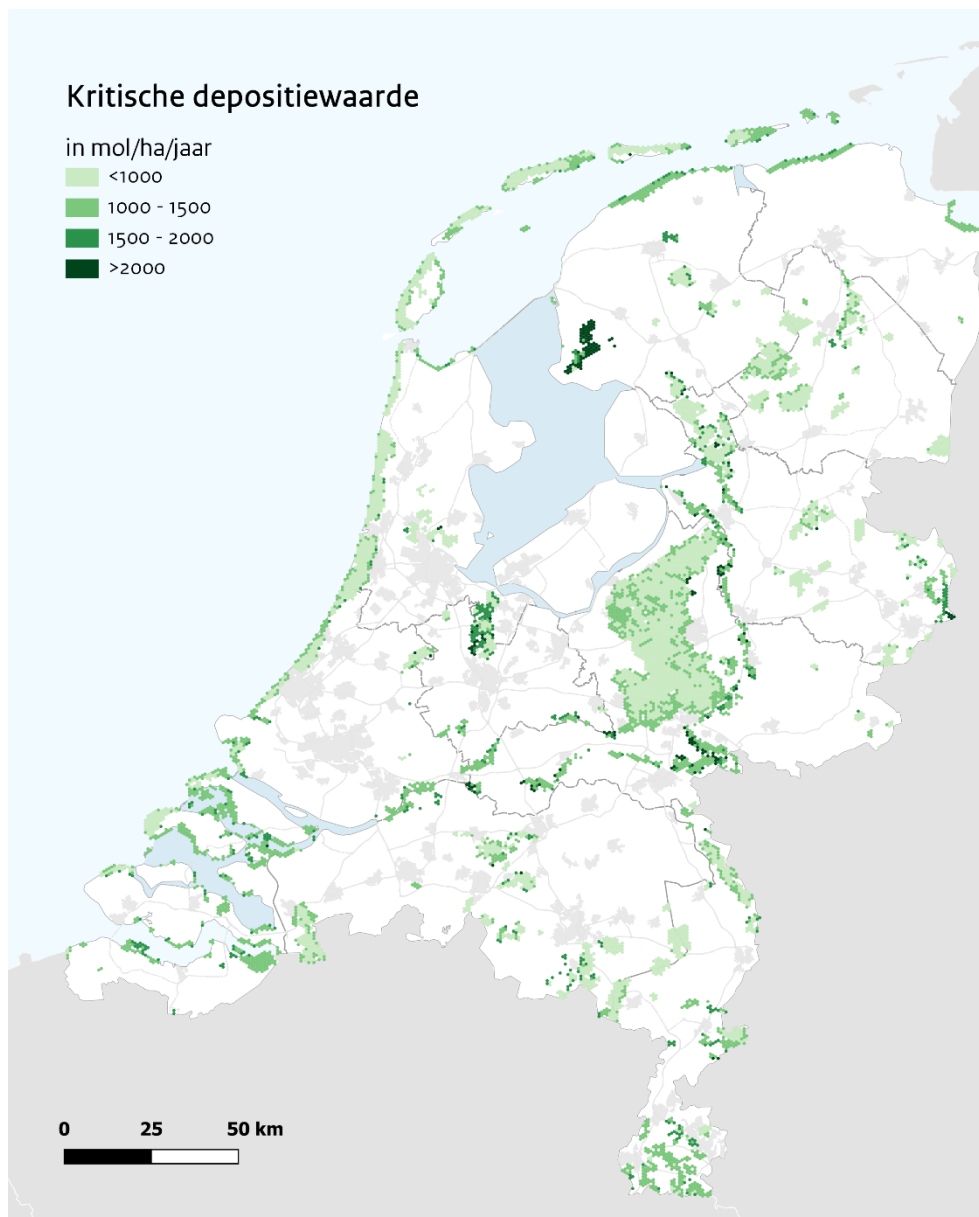 Kritische depositiewaarde
in mol/ha/jaar
<1000
1000 - 1500
1500 - 2000
>2000
0 25 50 km